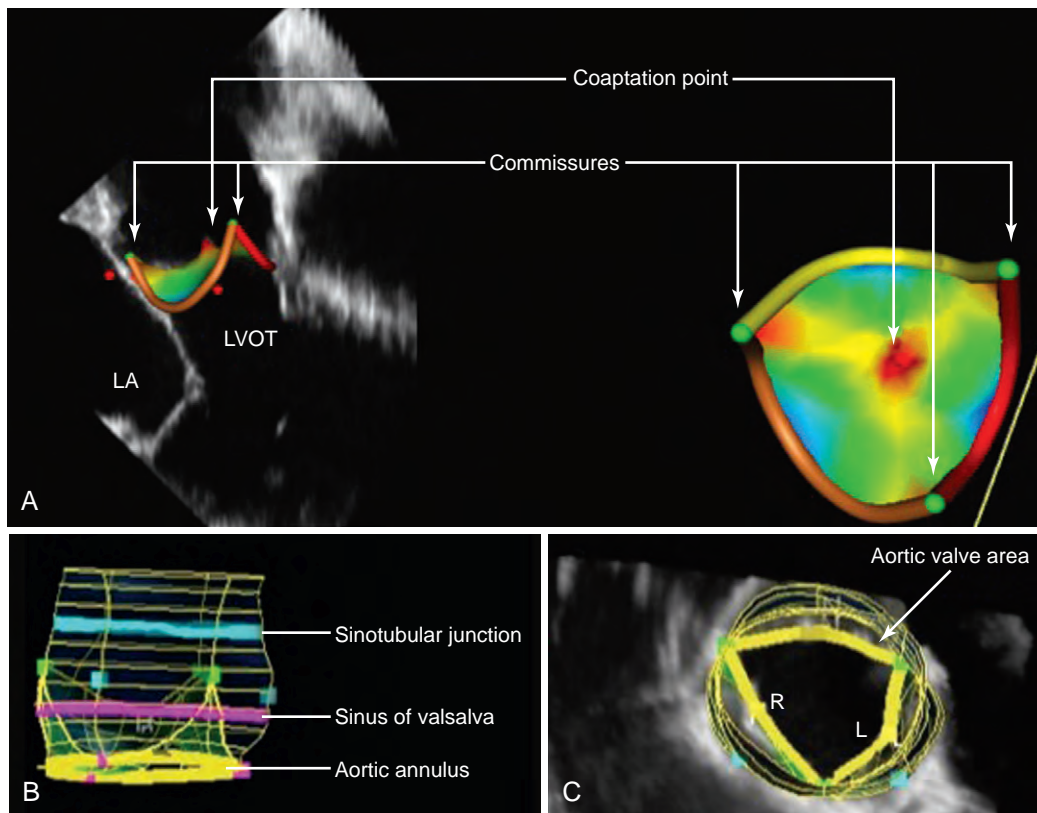 Coaptation point
Commissures
LVOT
LA
A
Sinotubular junction
Sinus of valsalva
Aortic annulus
B
Aortic valve area
R
L
C